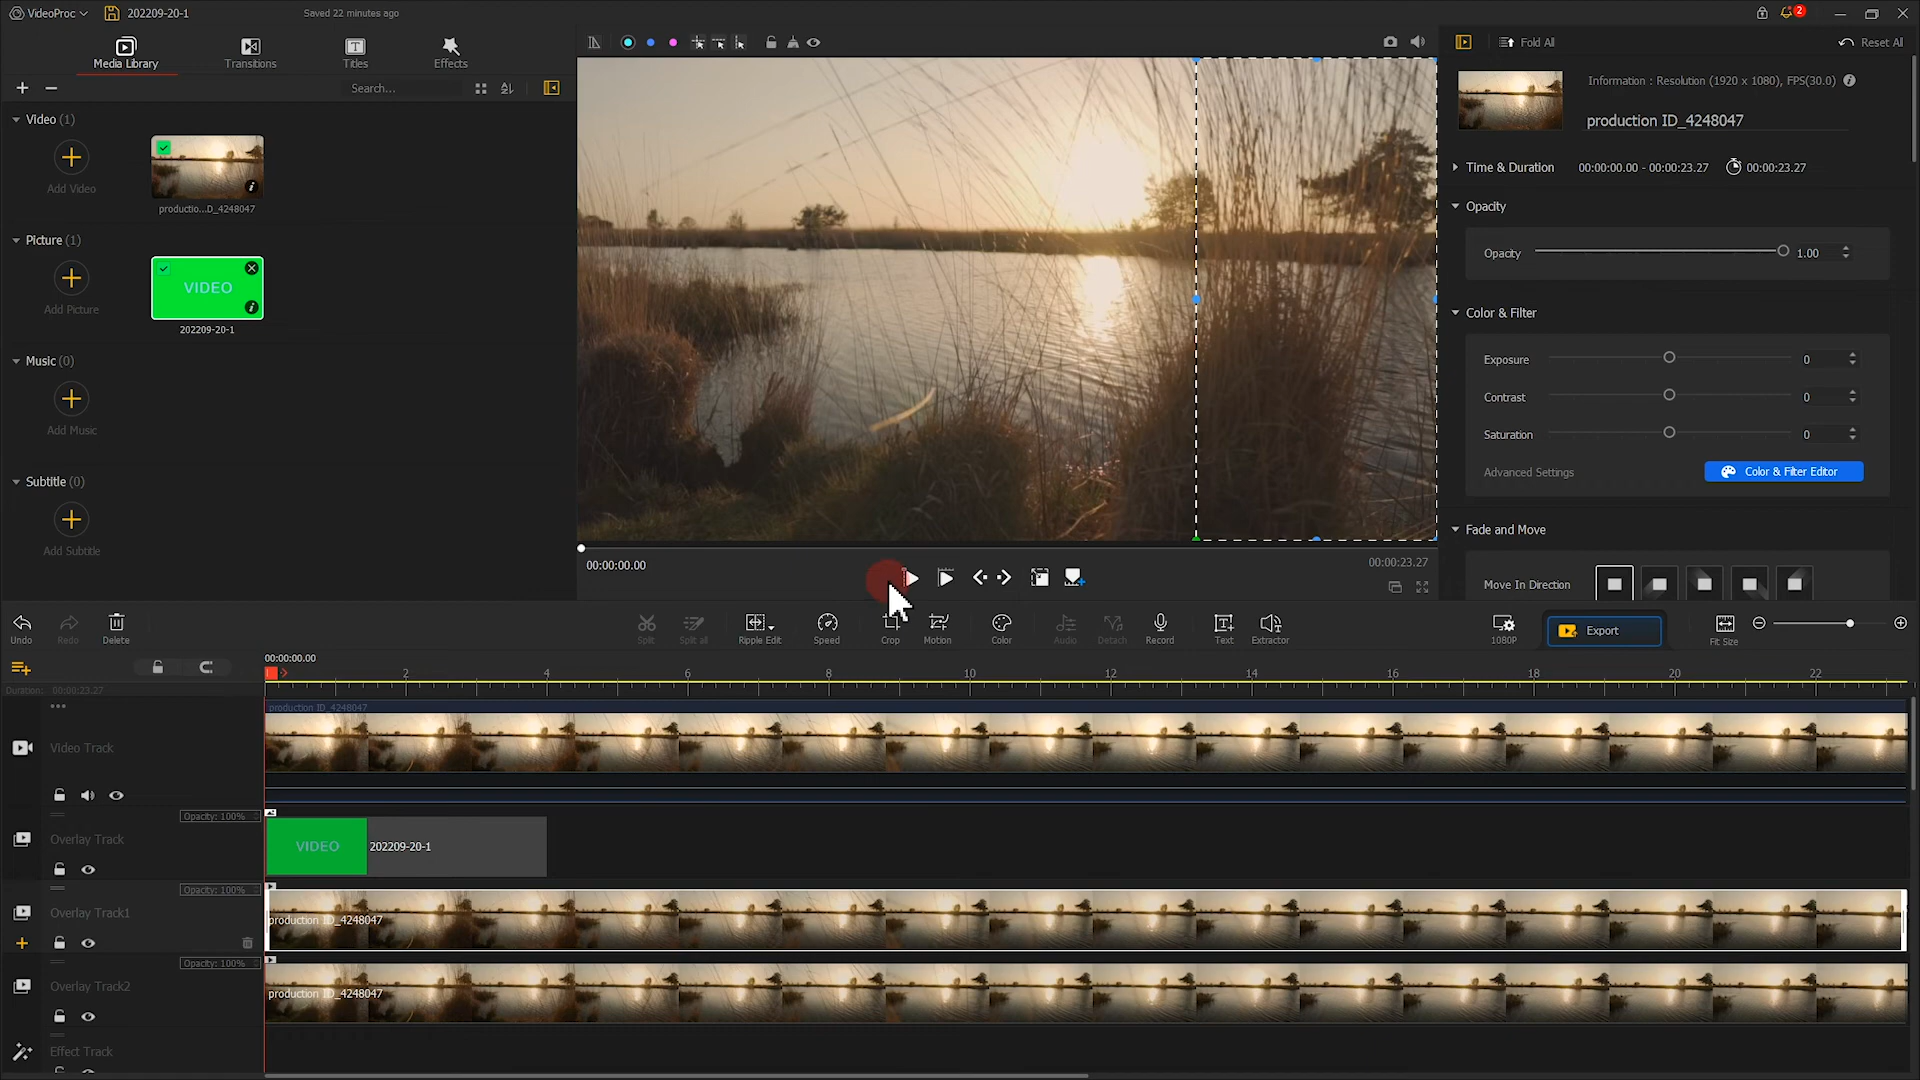 VideoProc
202209-20-1
Saved 22 minutes ago
2
Media Library
Transitions
Titles
Effects
Search...
Fold All
Reset All
Information : Resolution (1920 x 1080), FPS(30.0)
production ID_4248047
Video (1)
Add Video
productio...D_4248047
Time & Duration
00:00:00.00 - 00:00:23.27
00:00:23.27
Opacity
Opacity
1.00
Picture (1)
Add Picture
VIDEO
202209-20-1
Color & Filter
Exposure
0
Contrast
0
Saturation
0
Advanced Settings
Color & Filter Editor
Music (0)
Add Music
Subtitle (0)
Add Subtitle
Fade and Move
Move In Direction
00:00:00.00
00:00:23.27
Undo
Redo
Delete
Split
Split all
Ripple Edit
Speed
Crop
Motion
Color
Audio
Detach
Record
Text
Extractor
1080P
Export
Fit Size
00:00:00.00
2
4
6
8
10
12
14
16
18
20
22
Duration: 00:00:23.27
production ID_4248047
Video Track
Opacity: 100%
Overlay Track
VIDEO
202209-20-1
Opacity: 100%
Overlay Track1
production ID_4248047
Opacity: 100%
Overlay Track2
production ID_4248047
Effect Track